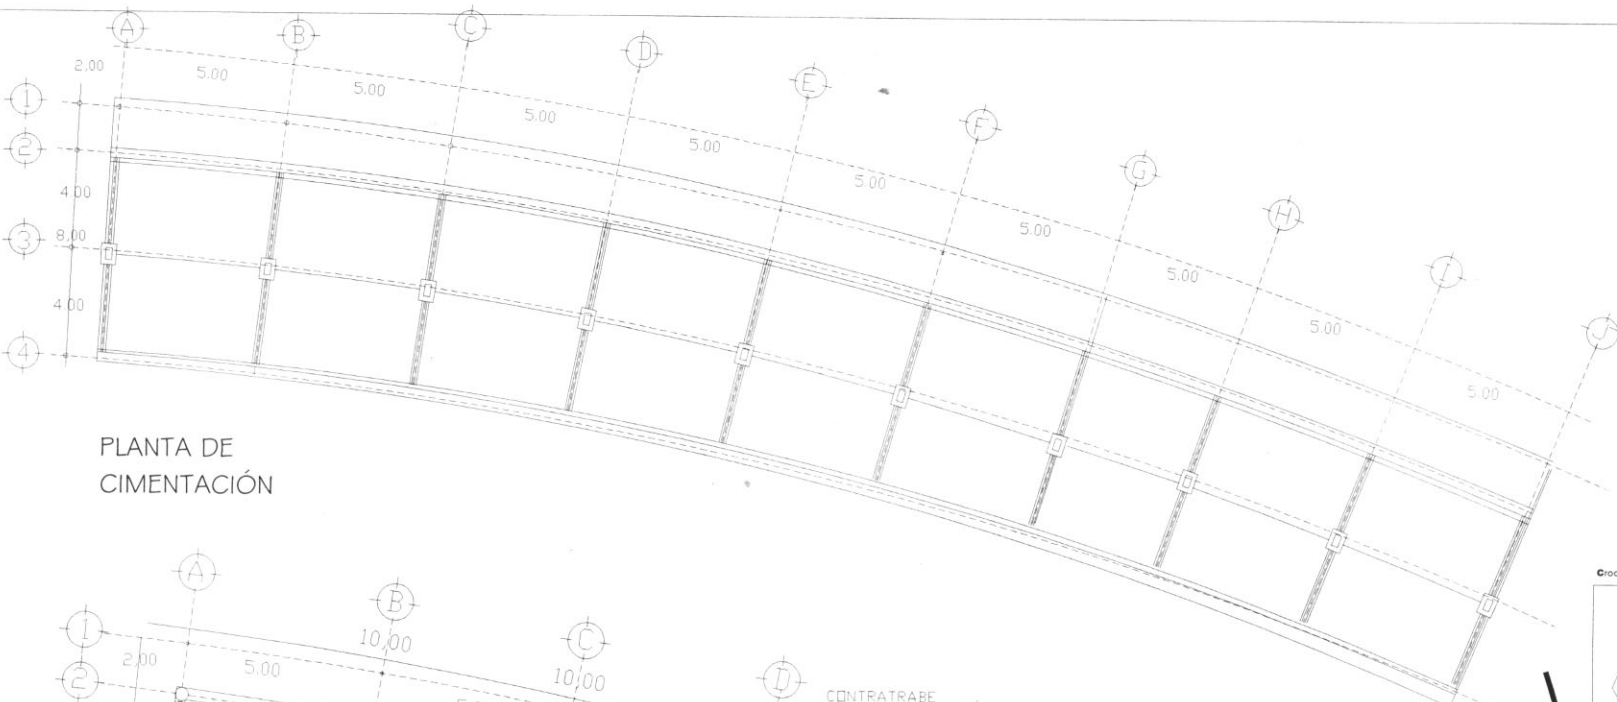 A
B
C
D
E
F
G
H
I
J
2,00
5.00
5.00
5.00
5.00
5.00
5.00
5.00
5.00
5.00
1
2
3
4
4,00
8,00
4,00
PLANTA DE
CIMENTACIÓN
A
B
C
D
1
2
2,00
5.00
10,00
10,00
CONTRATRABE